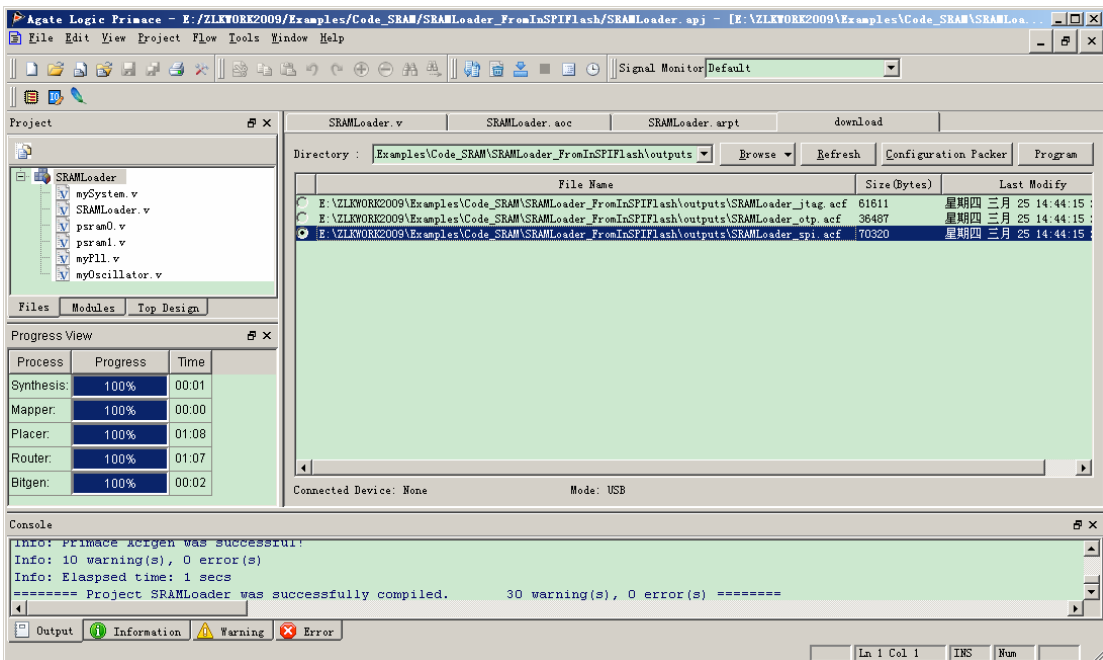 Agate Logic Primace - E:/ZLKWORK2009/Examples/Code_SRAM/SRAMLoader_FromInSPIFlash/SRAMLoader.apj - [E:\ZLKWORK2009\Examples\Code_SRAM\SRAMLoa...
File Edit View Project Flow Tools Window Help
Signal Monitor Default
Project
SRAMLoader.v SRAMLoader.aoc SRAMLoader.arpt download
Directory : Examples\Code_SRAM\SRAMLoader_FromInSPIFlash\outputs Browse Refresh Configuration Packer Program
SRAMLoader
mySystem.v
SRAMLoader.v
psram0.v
psram1.v
myPll.v
myOscillator.v
Files Modules Top Design
File Name Size(Bytes) Last Modify
E:\ZLKWORK2009\Examples\Code_SRAM\SRAMLoader_FromInSPIFlash\outputs\SRAMLoader_jtag.acf 61611 星期四 三月 25 14:44:15
E:\ZLKWORK2009\Examples\Code_SRAM\SRAMLoader_FromInSPIFlash\outputs\SRAMLoader_otp.acf 36487 星期四 三月 25 14:44:15
E:\ZLKWORK2009\Examples\Code_SRAM\SRAMLoader_FromInSPIFlash\outputs\SRAMLoader_spi.acf 70320 星期四 三月 25 14:44:15
Progress View
Process Progress Time
Synthesis: 100% 00:01
Mapper: 100% 00:00
Placer: 100% 01:08
Router: 100% 01:07
Bitgen: 100% 00:02
Connected Device: None Mode: USB
Console
Info: Primace Acfgen was successful!
Info: 10 warning(s), 0 error(s)
Info: Elaspsed time: 1 secs
======== Project SRAMLoader was successfully compiled. 30 warning(s), 0 error(s) ========
Output Information Warning Error
Ln 1 Col 1 INS Num